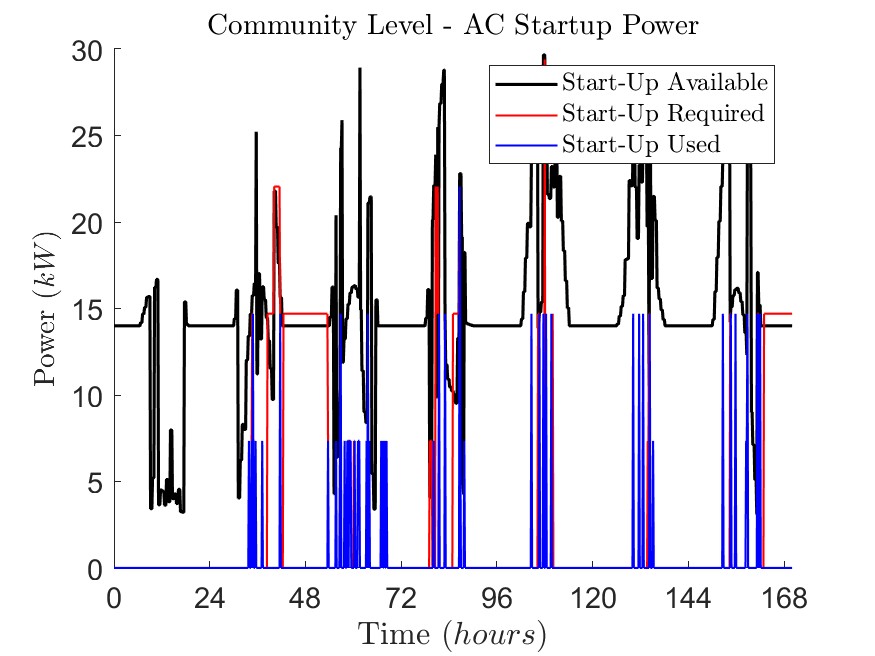 Community Level - AC Startup Power
30
25
20
15
10
5
0
Power (kW)
Start-Up Available
Start-Up Required
Start-Up Used
0 24 48 72 96 120 144 168
Time (hours)